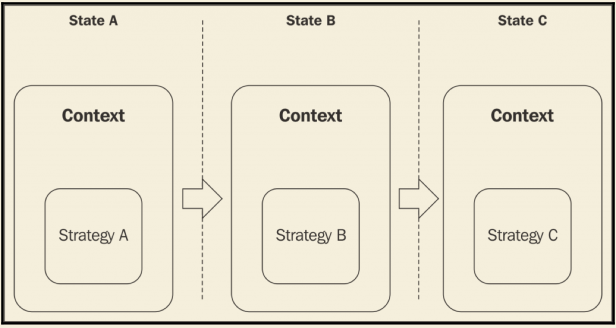 State A
State B
State C
Context
Context
Context
Strategy A
Strategy B
Strategy C